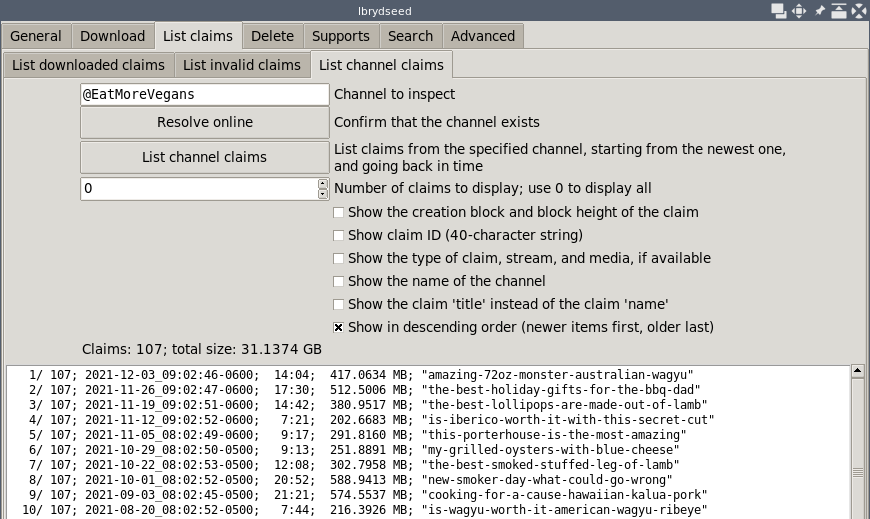 lbrydseed
General Download List claims Delete Supports Search Advanced
List downloaded claims List invalid claims List channel claims
@EatMoreVegans Channel to inspect
Resolve online Confirm that the channel exists
List channel claims List claims from the specified channel, starting from the newest one,
and going back in time
0 Number of claims to display; use 0 to display all
Show the creation block and block height of the claim
Show claim ID (40-character string)
Show the type of claim, stream, and media, if available
Show the name of the channel
Show the claim 'title' instead of the claim 'name'
Show in descending order (newer items first, older last)
Claims: 107; total size: 31.1374 GB
1/ 107; 2021-12-03_09:02:46-0600; 14:04; 417.0634 MB; "amazing-72oz-monster-australian-wagyu"
2/ 107; 2021-11-26_09:02:47-0600; 17:30; 512.5006 MB; "the-best-holiday-gifts-for-the-bbq-dad"
3/ 107; 2021-11-19_09:02:51-0600; 14:42; 380.9517 MB; "the-best-lollipops-are-made-out-of-lamb"
4/ 107; 2021-11-12_09:02:52-0600; 7:21; 202.6683 MB; "is-iberico-worth-it-with-this-secret-cut"
5/ 107; 2021-11-05_08:02:49-0600; 9:17; 291.8160 MB; "this-porterhouse-is-the-most-amazing"
6/ 107; 2021-10-29_08:02:50-0500; 9:13; 251.8891 MB; "my-grilled-oysters-with-blue-cheese"
7/ 107; 2021-10-22_08:02:53-0500; 12:08; 302.7958 MB; "the-best-smoked-stuffed-leg-of-lamb"
8/ 107; 2021-10-01_08:02:52-0500; 20:52; 588.9413 MB; "new-smoker-day-what-could-go-wrong"
9/ 107; 2021-09-03_08:02:45-0500; 21:21; 574.5537 MB; "cooking-for-a-cause-hawaiian-kalua-pork"
10/ 107; 2021-08-20_08:02:52-0500; 7:44; 216.3926 MB; "is-wagyu-worth-it-american-wagyu-ribeye"